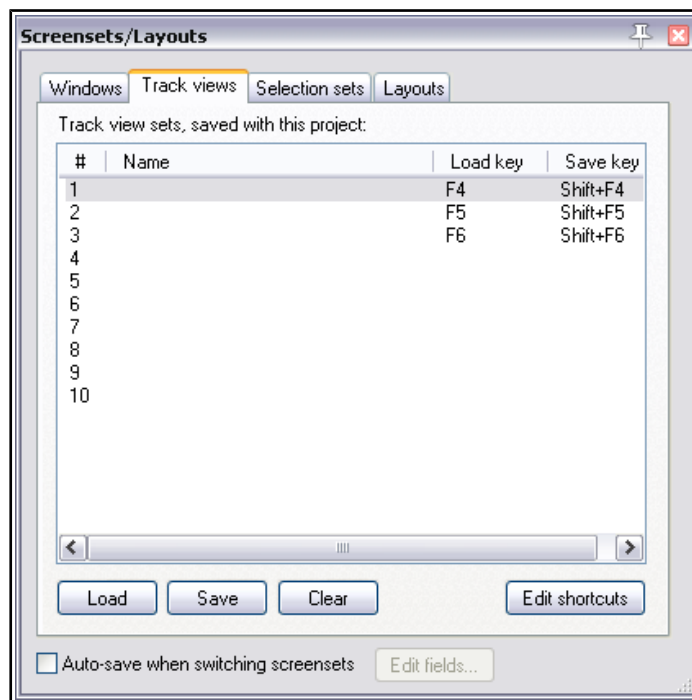 Screensets/Layouts
Windows Track views Selection sets Layouts
Track view sets, saved with this project:
# Name Load key Save key
1 F4 Shift+F4
2 F5 Shift+F5
3 F6 Shift+F6
4
5
6
7
8
9
10
Load Save Clear Edit shortcuts
Auto-save when switching screensets Edit fields...